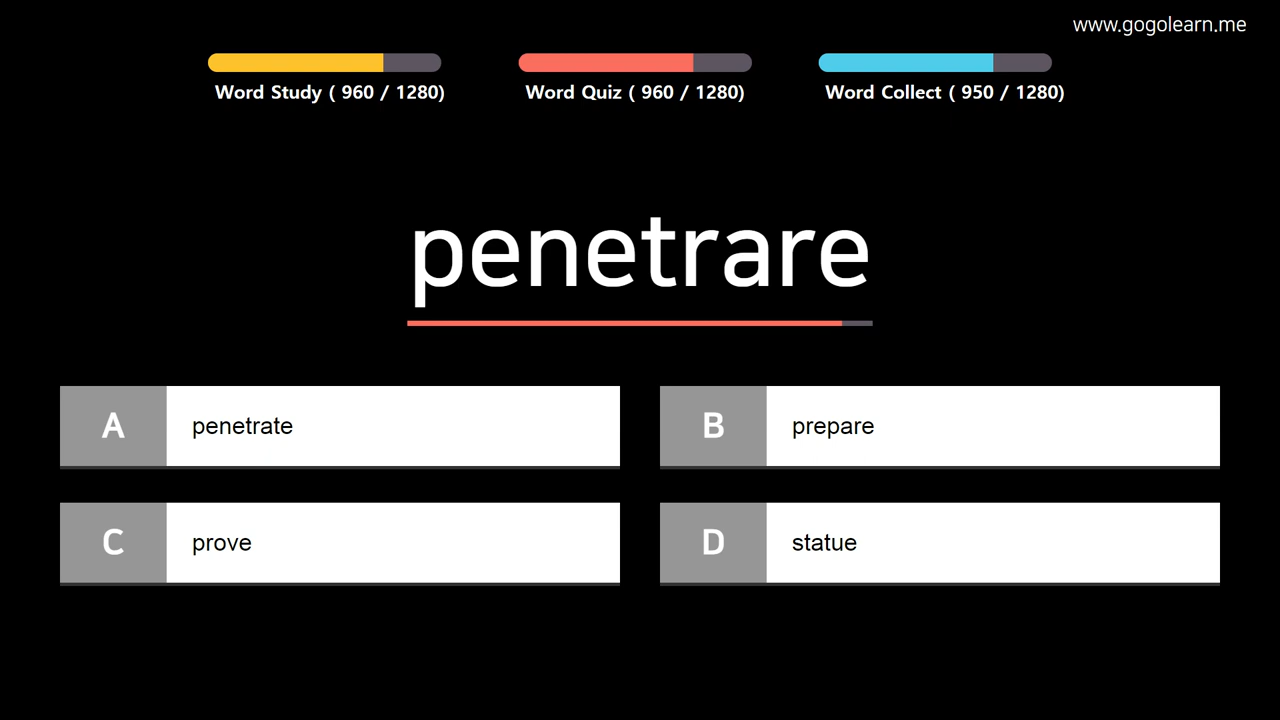 www.gogolearn.me
Word Study ( 960 / 1280)
Word Quiz ( 960 / 1280)
Word Collect ( 950 / 1280)
penetrare
A penetrate
B prepare
C prove
D statue